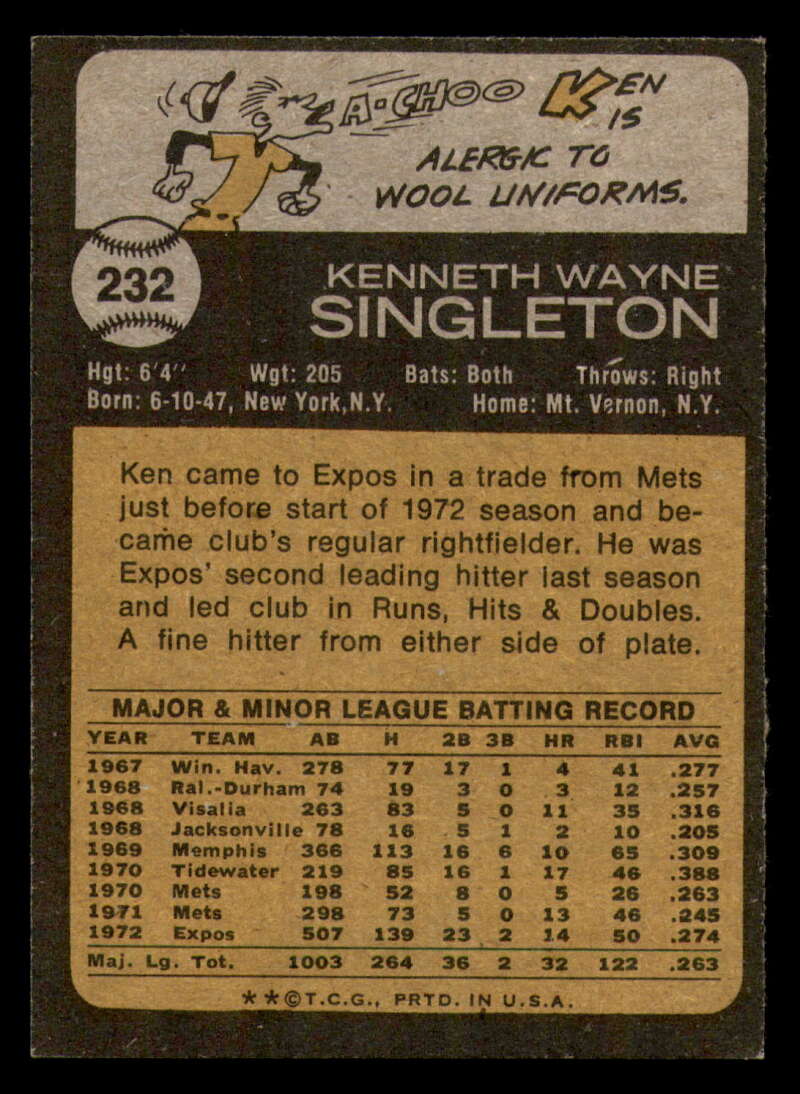 A-CHOO KEN
IS
ALERGIC TO
WOOL UNIFORMS.
232
KENNETH WAYNE
SINGLETON
Hgt: 6'4" Wgt: 205 Bats: Both Throws: Right
Born: 6-10-47, New York, N.Y. Home: Mt. Vernon, N.Y.
Ken came to Expos in a trade from Mets
just before start of 1972 season and be-
came club's regular rightfielder. He was
Expos' second leading hitter last season
and led club in Runs, Hits & Doubles.
A fine hitter from either side of plate.
MAJOR & MINOR LEAGUE BATTING RECORD
YEAR TEAM AB H 2B 3B HR RBI AVG
1967 Win. Hav. 278 77 17 1 4 41 .277
1968 Ral.-Durham 74 19 3 0 3 12 .257
1968 Visalia 263 83 5 0 11 35 .316
1968 Jacksonville 78 16 5 1 2 10 .205
1969 Memphis 366 113 16 6 10 65 .309
1970 Tidewater 219 85 16 1 17 46 .388
1970 Mets 198 52 8 0 5 26 .263
1971 Mets 298 73 5 0 13 46 .245
1972 Expos 507 139 23 2 14 50 .274
Maj. Lg. Tot. 1003 264 36 2 32 122 .263
**©T.C.G., PRTD. IN U.S.A.